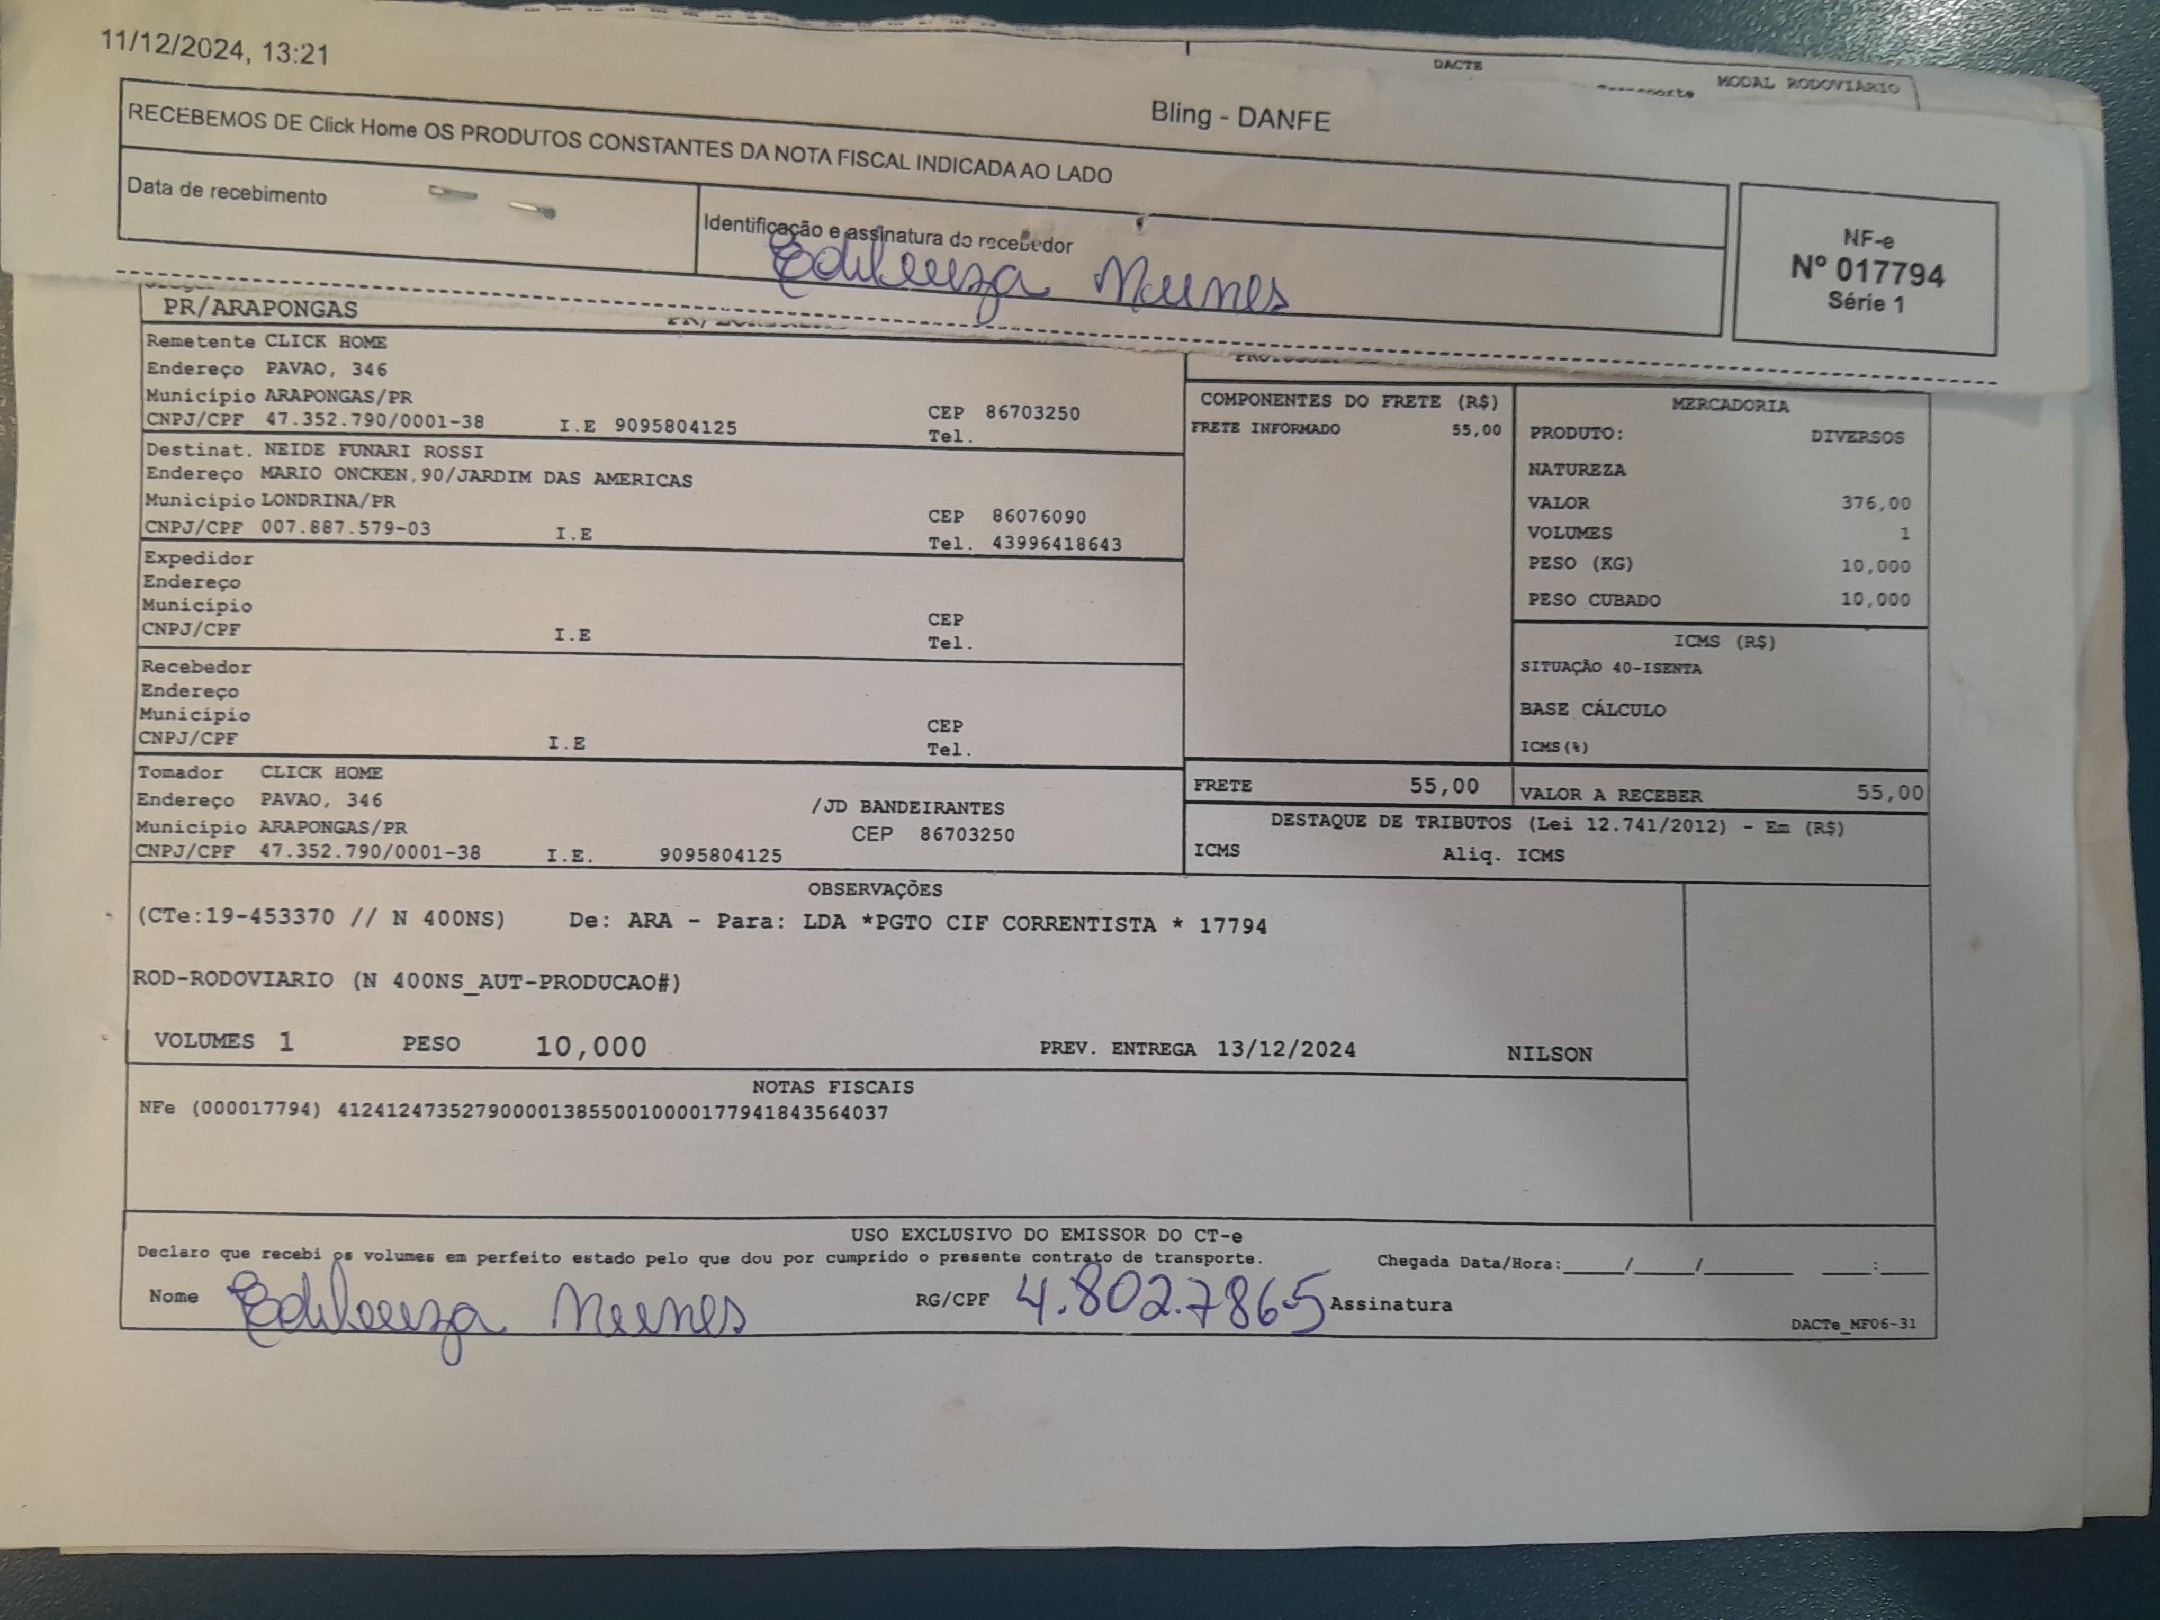 11/12/2024, 13:21
DACTE
MODAL RODOVIÁRIO
Bling - DANFE
RECEBEMOS DE Click Home OS PRODUTOS CONSTANTES DA NOTA FISCAL INDICADA AO LADO
Data de recebimento
Identificação e assinatura do recebedor
Edileuza Nunes
NF-e
Nº 017794
Série 1
PR/ARAPONGAS
Remetente CLICK HOME
Endereço PAVAO, 346
Município ARAPONGAS/PR CEP 86703250
CNPJ/CPF 47.352.790/0001-38 I.E 9095804125 Tel.
Destinat. NEIDE FUNARI ROSSI
Endereço MARIO ONCKEN,90/JARDIM DAS AMERICAS
Município LONDRINA/PR CEP 86076090
CNPJ/CPF 007.887.579-03 I.E Tel. 43996418643
Expedidor
Endereço
Município CEP
CNPJ/CPF I.E Tel.
Recebedor
Endereço
Município CEP
CNPJ/CPF I.E Tel.
Tomador CLICK HOME
Endereço PAVAO, 346 /JD BANDEIRANTES
Município ARAPONGAS/PR CEP 86703250
CNPJ/CPF 47.352.790/0001-38 I.E. 9095804125
COMPONENTES DO FRETE (R$)
FRETE INFORMADO 55,00
MERCADORIA
PRODUTO: DIVERSOS
NATUREZA
VALOR 376,00
VOLUMES 1
PESO (KG) 10,000
PESO CUBADO 10,000
ICMS (R$)
SITUAÇÃO 40-ISENTA
BASE CÁLCULO
ICMS(%)
FRETE 55,00 VALOR A RECEBER 55,00
DESTAQUE DE TRIBUTOS (Lei 12.741/2012) - Em (R$)
ICMS Aliq. ICMS
OBSERVAÇÕES
(CTe:19-453370 // N 400NS) De: ARA - Para: LDA *PGTO CIF CORRENTISTA * 17794
ROD-RODOVIARIO (N 400NS_AUT-PRODUCAO#)
VOLUMES 1 PESO 10,000 PREV. ENTREGA 13/12/2024 NILSON
NOTAS FISCAIS
NFe (000017794) 41241247352790000138550010000177941843564037
USO EXCLUSIVO DO EMISSOR DO CT-e
Declaro que recebi os volumes em perfeito estado pelo que dou por cumprido o presente contrato de transporte. Chegada Data/Hora:_____/_____/_______ ____:____
Nome Edileuza Nunes RG/CPF 4.802.786-5 Assinatura
DACTe_MF06-31